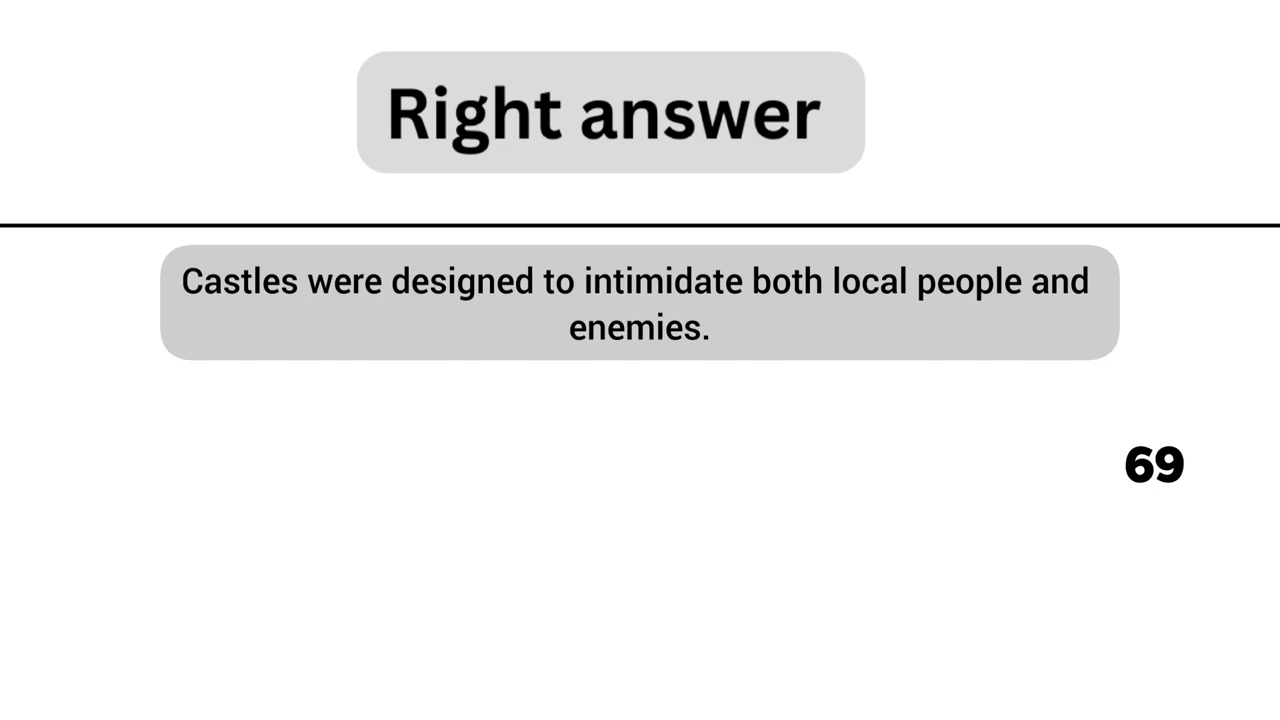 Right answer
Castles were designed to intimidate both local people and
enemies.
69